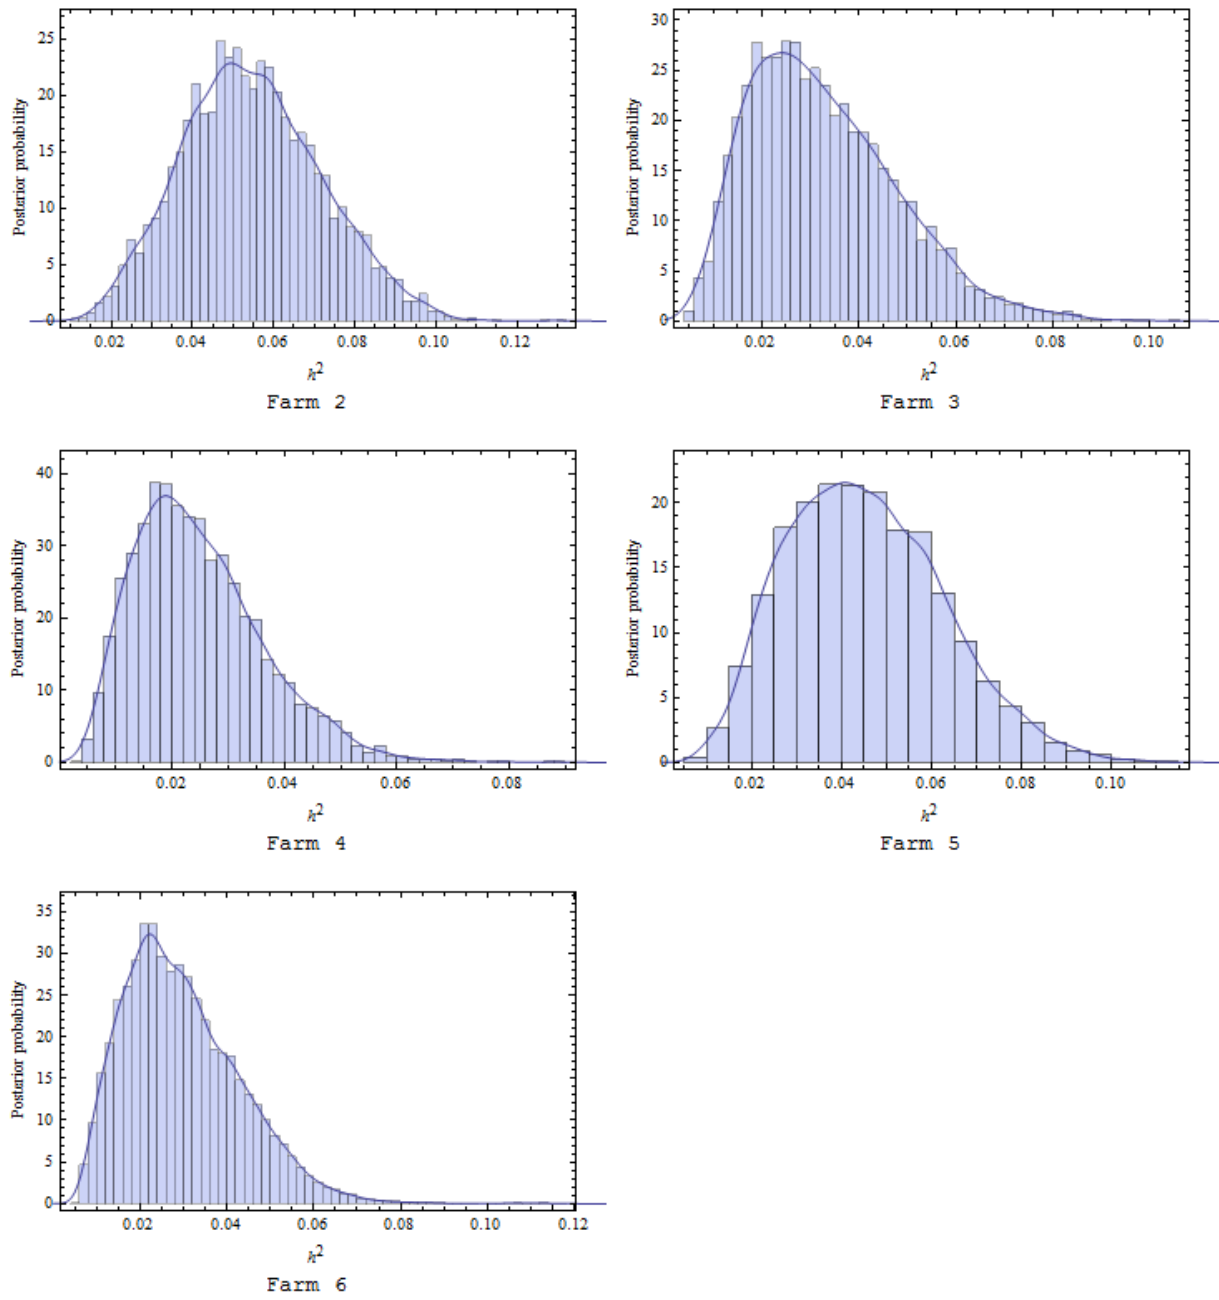 Posterior probability
25
20
15
10
5
0
0.02 0.04 0.06 0.08 0.10 0.12
h²
Farm 2
Posterior probability
30
25
20
15
10
5
0
0.02 0.04 0.06 0.08 0.10
h²
Farm 3
Posterior probability
40
30
20
10
0
0.02 0.04 0.06 0.08
h²
Farm 4
Posterior probability
20
15
10
5
0
0.02 0.04 0.06 0.08 0.10
h²
Farm 5
Posterior probability
35
30
25
20
15
10
5
0
0.02 0.04 0.06 0.08 0.10 0.12
h²
Farm 6